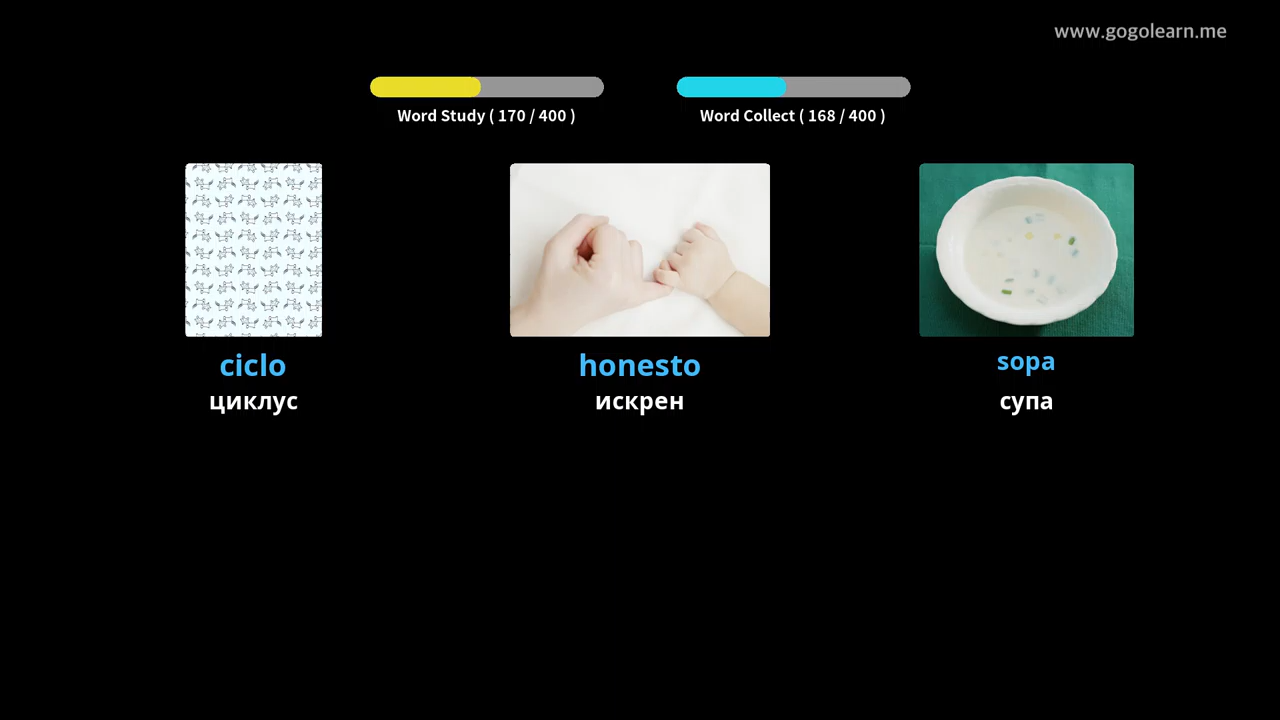 www.gogolearn.me
Word Study ( 170 / 400 )
Word Collect ( 168 / 400 )
ciclo
циклус
honesto
искрен
sopa
супа